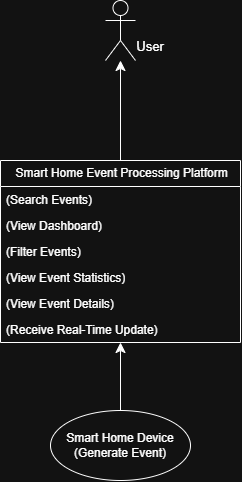 User
Smart Home Event Processing Platform
(Search Events)
(View Dashboard)
(Filter Events)
(View Event Statistics)
(View Event Details)
(Receive Real-Time Update)
Smart Home Device
(Generate Event)